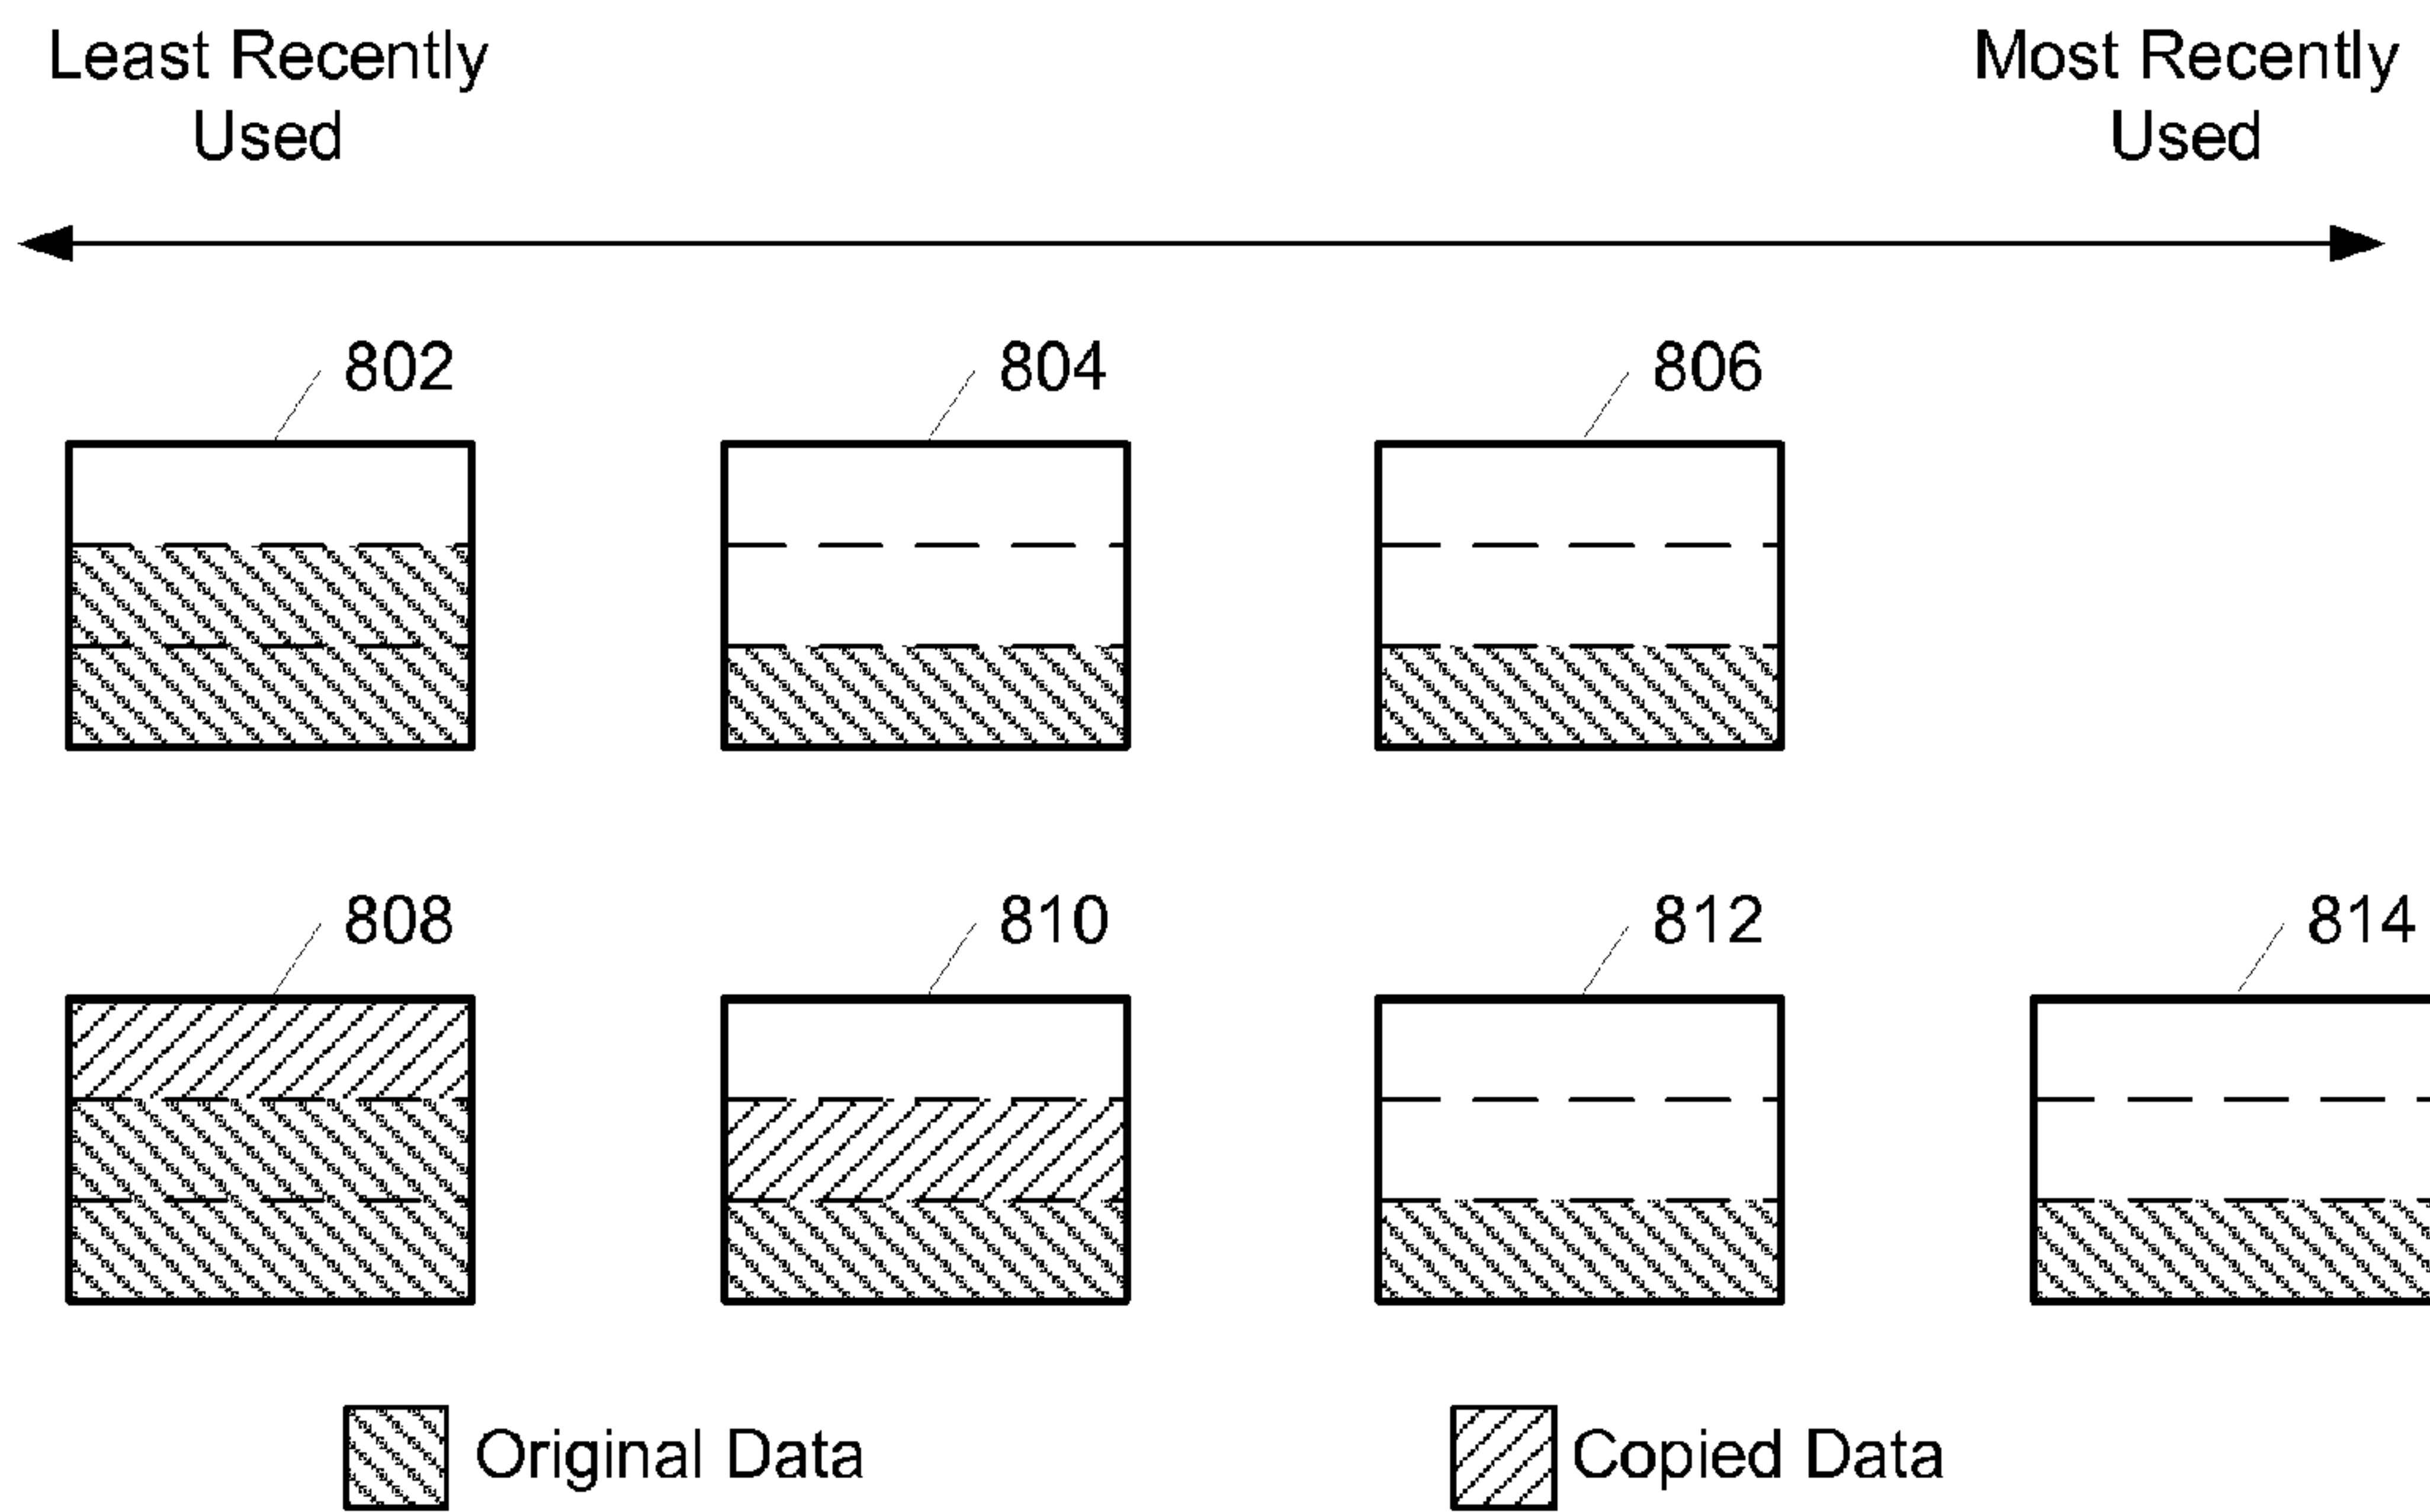 Least Recently
Used
Most Recently
Used
802
804
806
808
810
812
814
Original Data
Copied Data